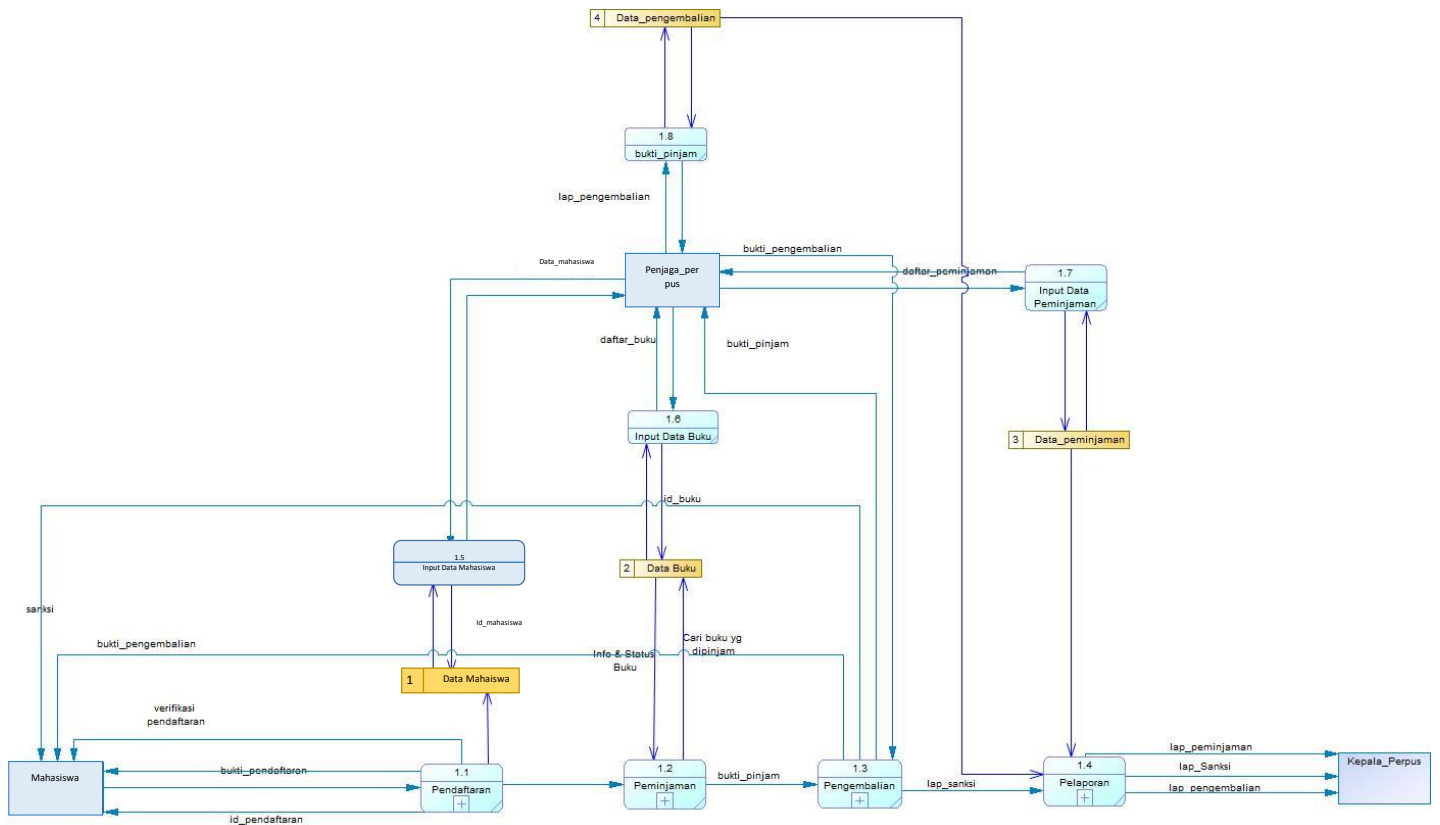 4 Data_pengembalian
1.8
bukti_pinjam
lap_pengembalian
bukti_pengembalian
Data_mahasiswa
Penjaga_per
pus
daftar_peminjaman
1.7
Input Data
Peminjaman
daftar_buku
bukti_pinjam
1.6
Input Data Buku
3 Data_peminjaman
id_buku
1.5
Input Data Mahasiswa
2 Data Buku
sanksi
Id_mahasiswa
bukti_pengembalian
Info & Status
Buku
Cari buku yg
dipinjam
1 Data Mahaiswa
verifikasi
pendaftaran
Mahasiswa
bukti_pendaftaran
1.1
Pendaftaran
1.2
Peminjaman
bukti_pinjam
1.3
Pengembalian
lap_sanksi
1.4
Pelaporan
lap_peminjaman
lap_Sanksi
lap_pengembalian
Kepala_Perpus
id_pendaftaran